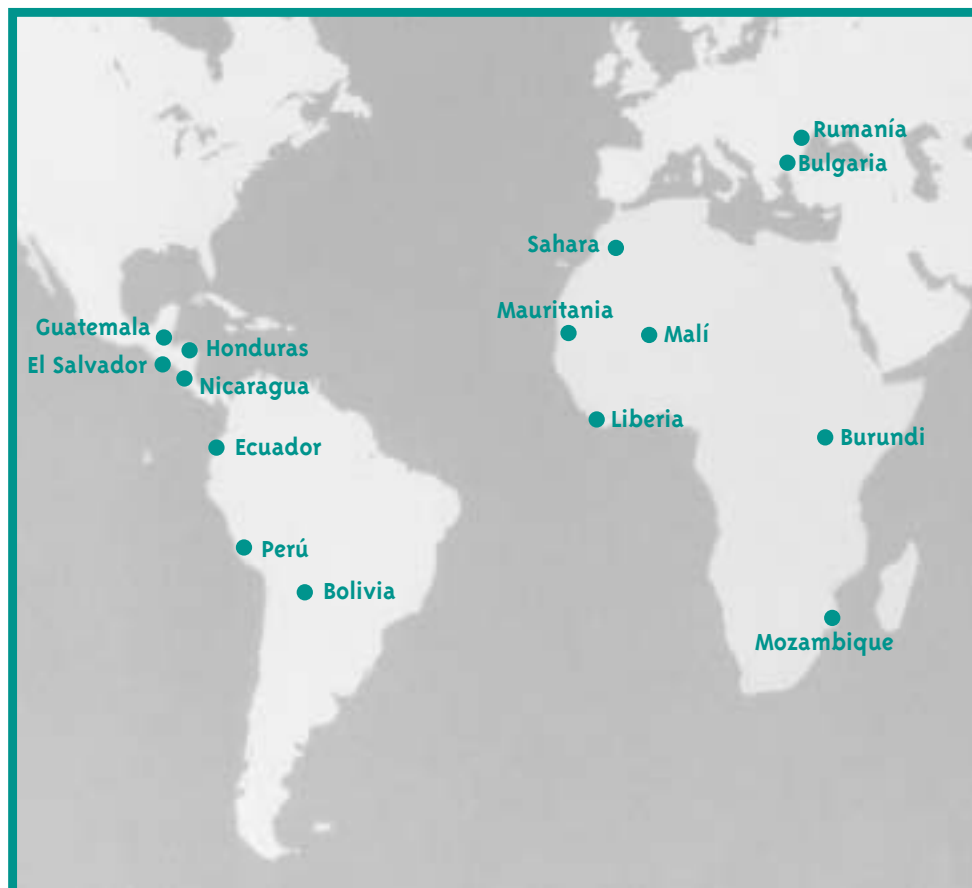 Rumanía
Bulgaria
Sahara
Mauritania
Malí
Guatemala
Honduras
El Salvador
Nicaragua
Liberia
Burundi
Ecuador
Perú
Bolivia
Mozambique